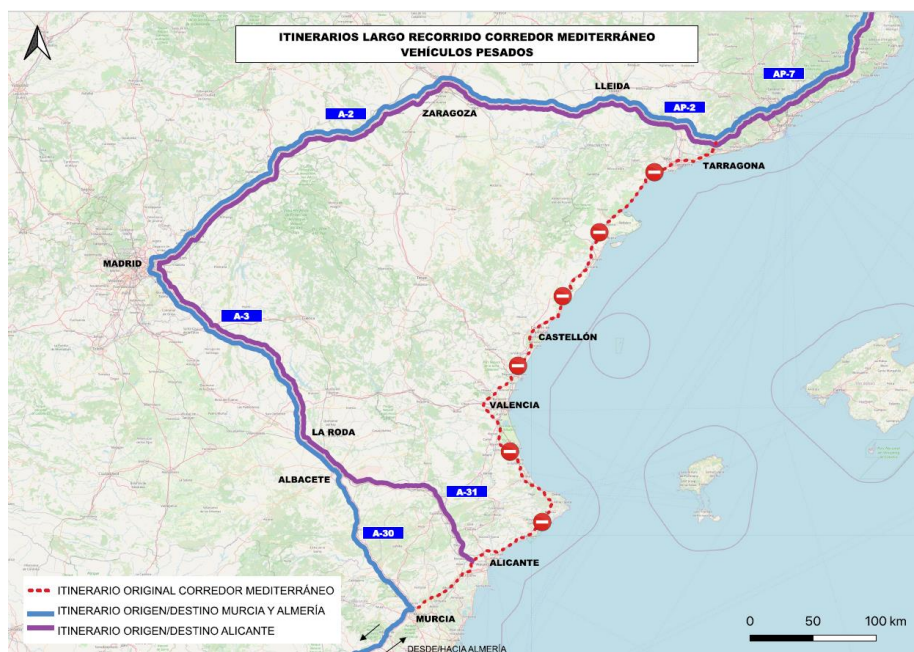 ITINERARIOS LARGO RECORRIDO CORREDOR MEDITERRÁNEO
VEHÍCULOS PESADOS
AP-7
LLEIDA
AP-2
A-2
ZARAGOZA
TARRAGONA
MADRID
A-3
CASTELLÓN
VALENCIA
LA RODA
ALBACETE
A-31
A-30
ALICANTE
ITINERARIO ORIGINAL CORREDOR MEDITERRÁNEO
ITINERARIO ORIGEN/DESTINO MURCIA Y ALMERÍA
MURCIA
ITINERARIO ORIGEN/DESTINO ALICANTE
DESDE/HACIA ALMERÍA
0 50 100 km